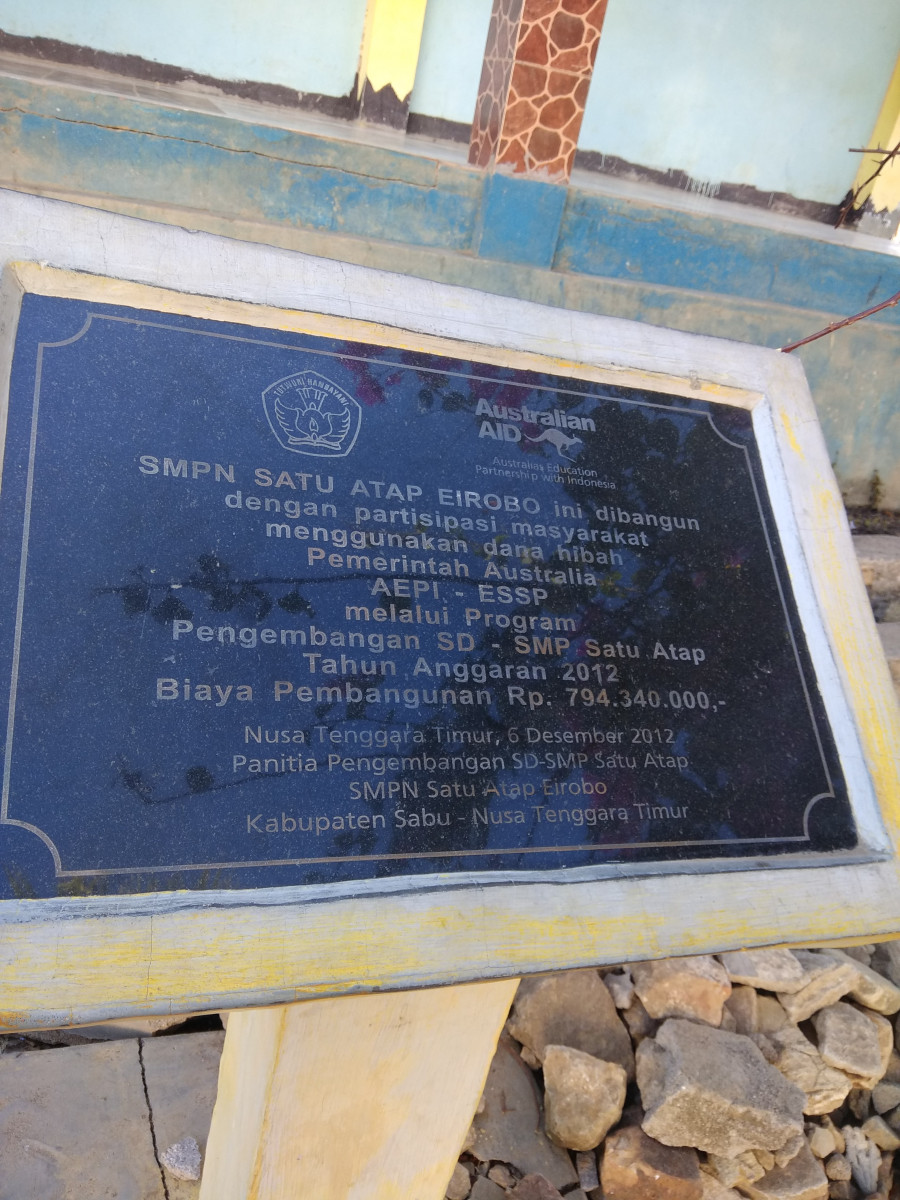 TUT WURI HANDAYANI
Australian
AID
Australian Education
Partnership with Indonesia
SMPN SATU ATAP EIROBO ini dibangun
dengan partisipasi masyarakat
menggunakan dana hibah
Pemerintah Australia
AEPI - ESSP
melalui Program
Pengembangan SD - SMP Satu Atap
Tahun Anggaran 2012
Biaya Pembangunan Rp. 794.340.000,-
Nusa Tenggara Timur, 6 Desember 2012
Panitia Pengembangan SD-SMP Satu Atap
SMPN Satu Atap Eirobo
Kabupaten Sabu - Nusa Tenggara Timur